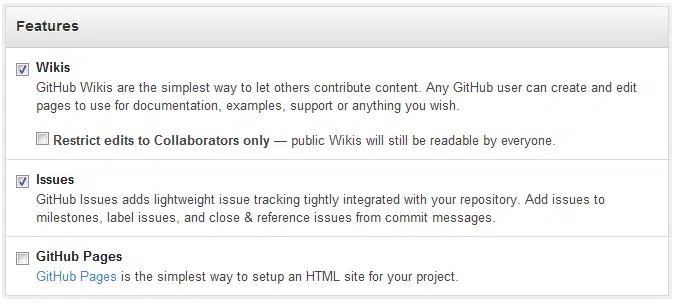 Features
Wikis
GitHub Wikis are the simplest way to let others contribute content. Any GitHub user can create and edit
pages to use for documentation, examples, support or anything you wish.
Restrict edits to Collaborators only — public Wikis will still be readable by everyone.
Issues
GitHub Issues adds lightweight issue tracking tightly integrated with your repository. Add issues to
milestones, label issues, and close & reference issues from commit messages.
GitHub Pages
GitHub Pages is the simplest way to setup an HTML site for your project.